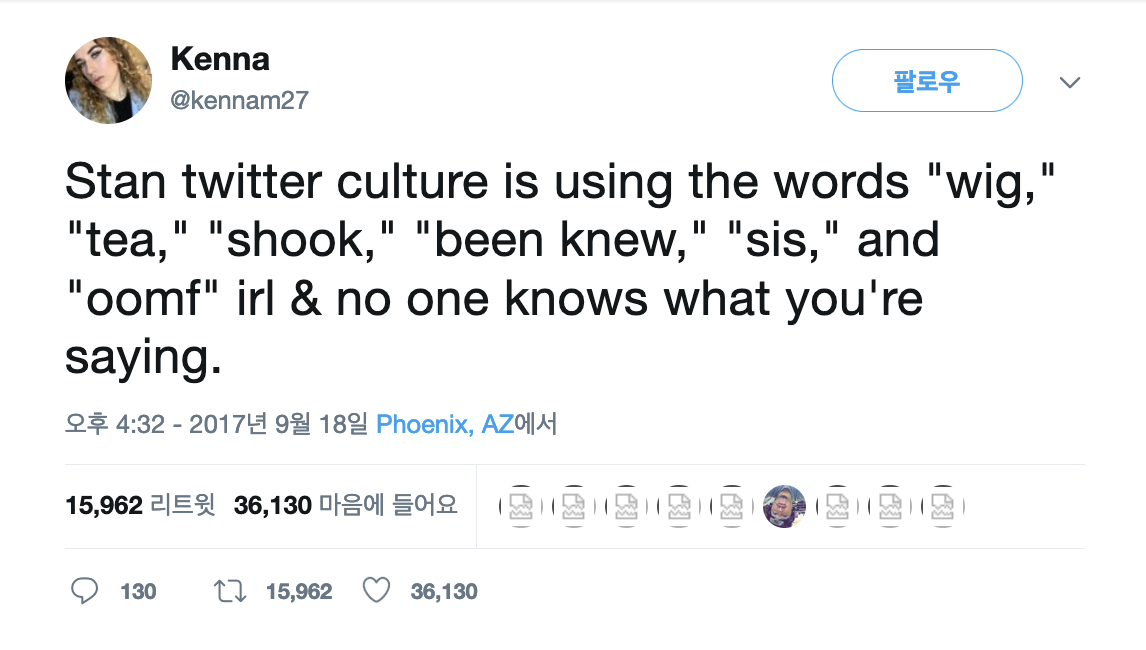 Kenna
@kennam27
팔로우
Stan twitter culture is using the words "wig,"
"tea," "shook," "been knew," "sis," and
"oomf" irl & no one knows what you're
saying.
오후 4:32 - 2017년 9월 18일 Phoenix, AZ에서
15,962 리트윗 36,130 마음에 들어요
130 15,962 36,130